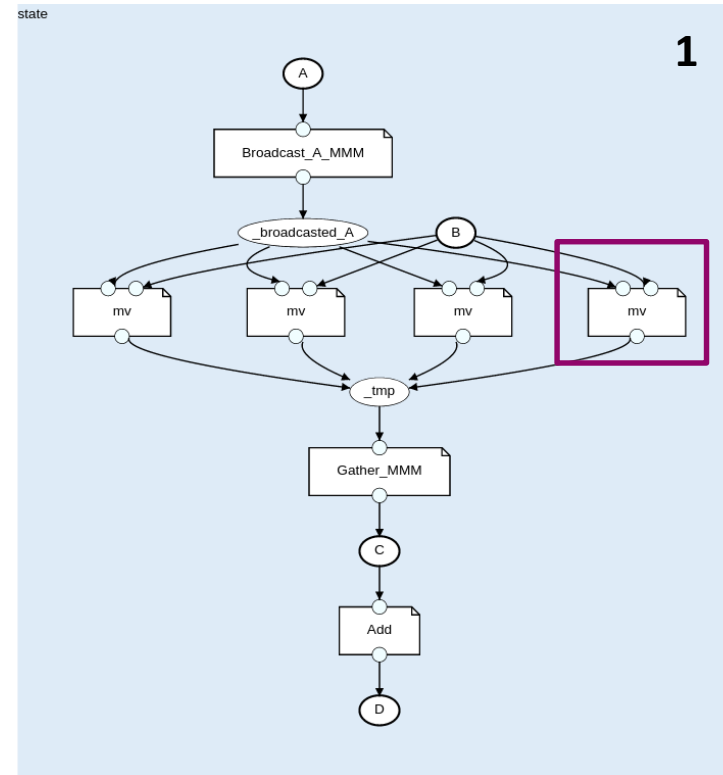 state
1
A
Broadcast_A_MMM
_broadcasted_A
B
mv
mv
mv
mv
_tmp
Gather_MMM
C
Add
D